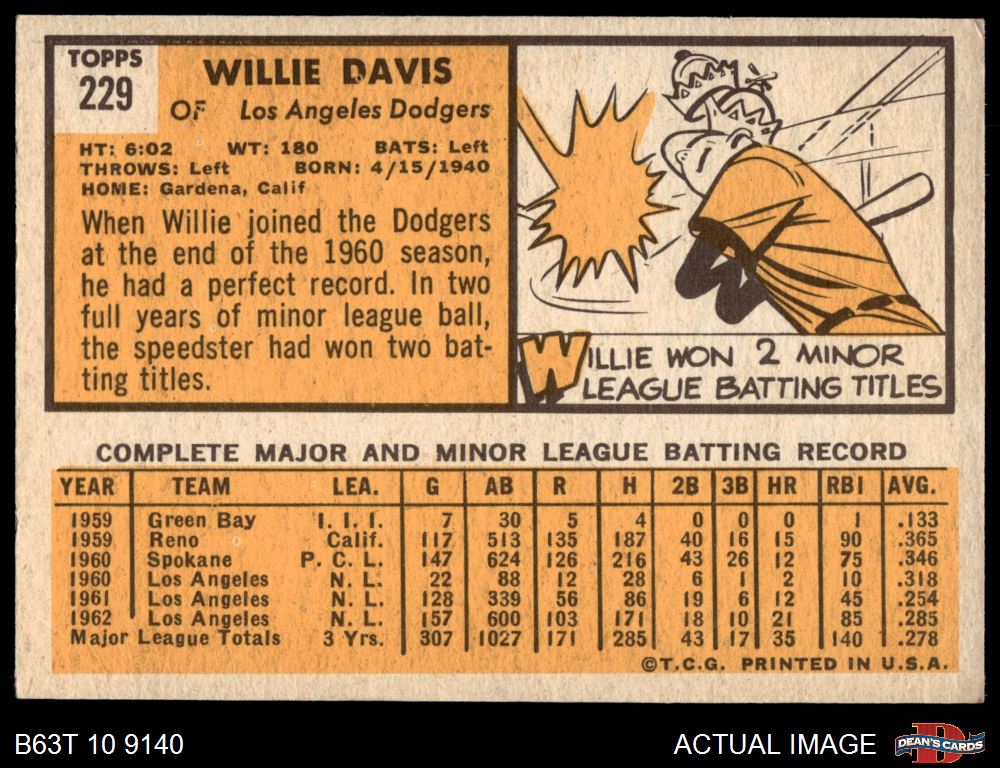 TOPPS
229
WILLIE DAVIS
OF Los Angeles Dodgers
HT: 6:02 WT: 180 BATS: Left
THROWS: Left BORN: 4/15/1940
HOME: Gardena, Calif
When Willie joined the Dodgers
at the end of the 1960 season,
he had a perfect record. In two
full years of minor league ball,
the speedster had won two bat-
ting titles.
WILLIE WON 2 MINOR
LEAGUE BATTING TITLES
COMPLETE MAJOR AND MINOR LEAGUE BATTING RECORD
YEAR TEAM LEA. G AB R H 2B 3B HR RBI AVG.
1959 Green Bay I. I. I. 7 30 5 4 0 0 0 1 .133
1959 Reno Calif. 117 513 135 187 40 16 15 90 .365
1960 Spokane P. C. L. 147 624 126 216 43 26 12 75 .346
1960 Los Angeles N. L. 22 88 12 28 6 1 2 10 .318
1961 Los Angeles N. L. 128 339 56 86 19 6 12 45 .254
1962 Los Angeles N. L. 157 600 103 171 18 10 21 85 .285
Major League Totals 3 Yrs. 307 1027 171 285 43 17 35 140 .278
©T.C.G. PRINTED IN U.S.A.
B63T 10 9140
ACTUAL IMAGE
D
DEAN'S CARDS